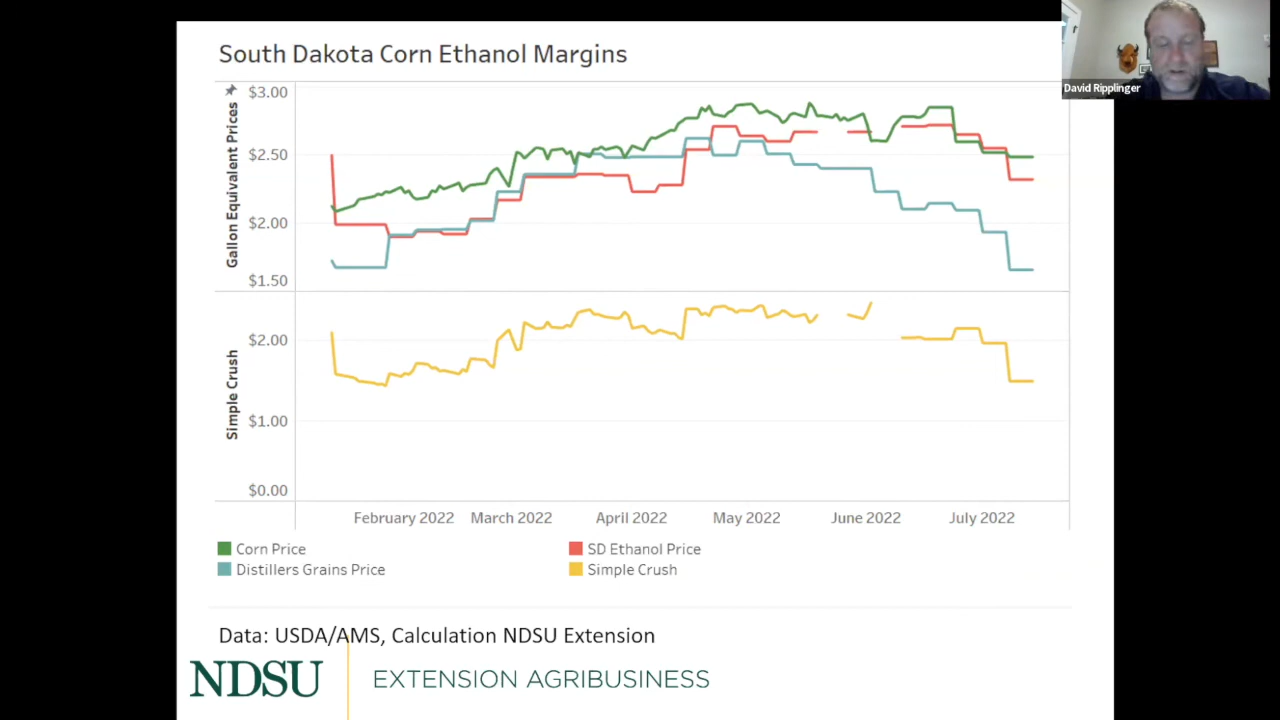 South Dakota Corn Ethanol Margins
David Ripplinger
Gallon Equivalent Prices
$3.00
$2.50
$2.00
$1.50
Simple Crush
$2.00
$1.00
$0.00
February 2022 March 2022 April 2022 May 2022 June 2022 July 2022
Corn Price SD Ethanol Price
Distillers Grains Price Simple Crush
Data: USDA/AMS, Calculation NDSU Extension
NDSU EXTENSION AGRIBUSINESS